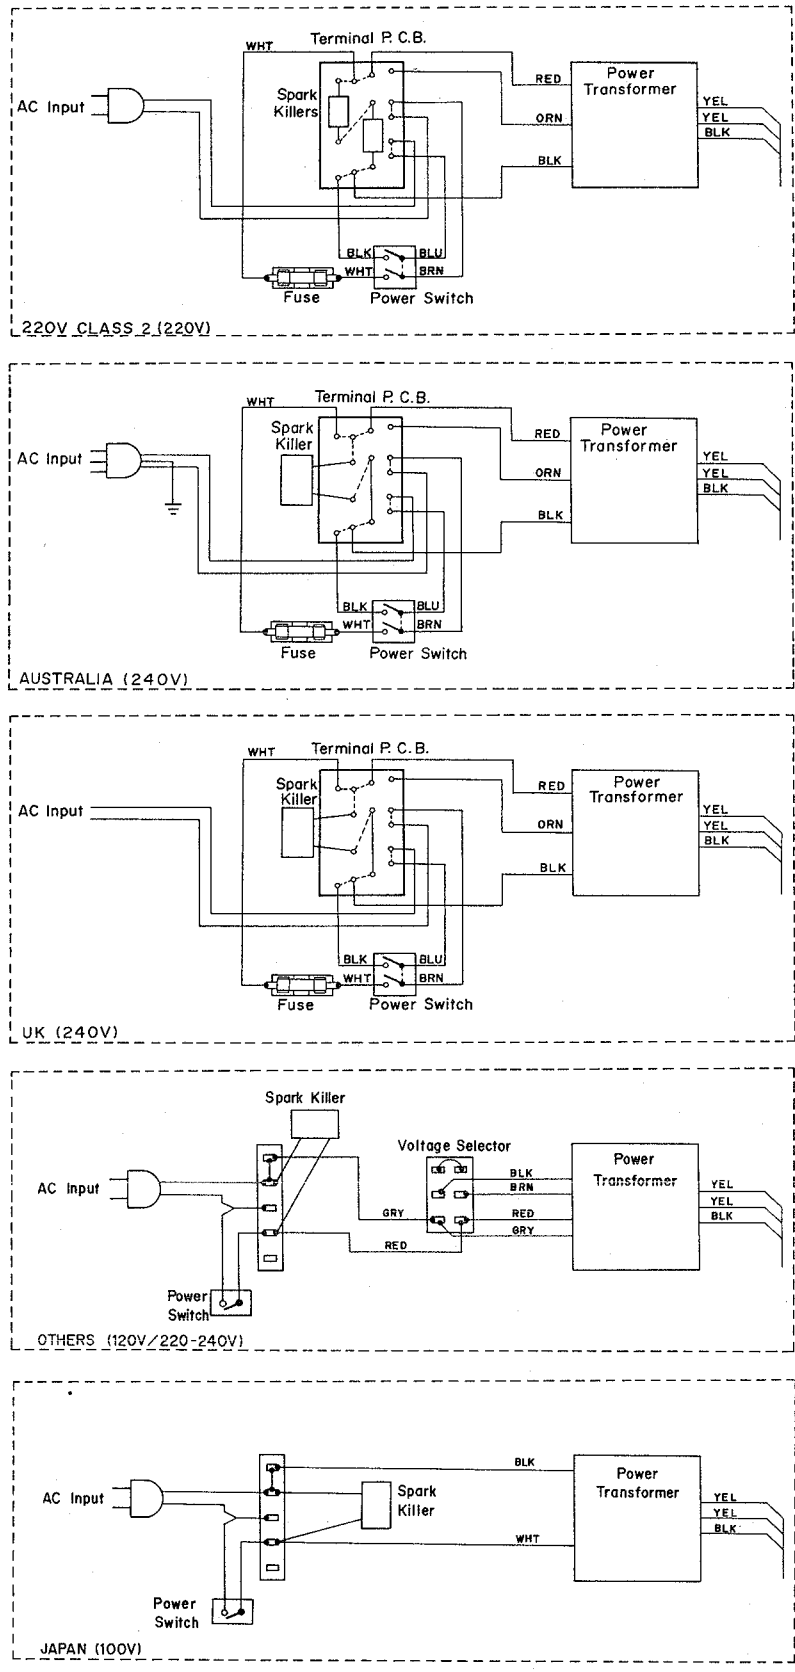 WHT
Terminal P. C.B.
AC Input
Spark
Killers
RED
ORN
BLK
Power
Transformer
YEL
YEL
BLK
BLK
BLU
WHT
BRN
Fuse
Power Switch
220V CLASS 2 (220V)
WHT
Terminal P. C.B.
AC Input
Spark
Killer
RED
ORN
BLK
Power
Transformer
YEL
YEL
BLK
BLK
BLU
WHT
BRN
Fuse
Power Switch
AUSTRALIA (240V)
WHT
Terminal P. C.B.
AC Input
Spark
Killer
RED
ORN
BLK
Power
Transformer
YEL
YEL
BLK
BLK
BLU
WHT
BRN
Fuse
Power Switch
UK (240V)
Spark Killer
AC Input
Voltage Selector
BLK
BRN
GRY
RED
GRY
RED
Power
Transformer
YEL
YEL
BLK
Power
Switch
OTHERS (120V/220-240V)
AC Input
Spark
Killer
BLK
WHT
Power
Transformer
YEL
YEL
BLK
Power
Switch
JAPAN (100V)